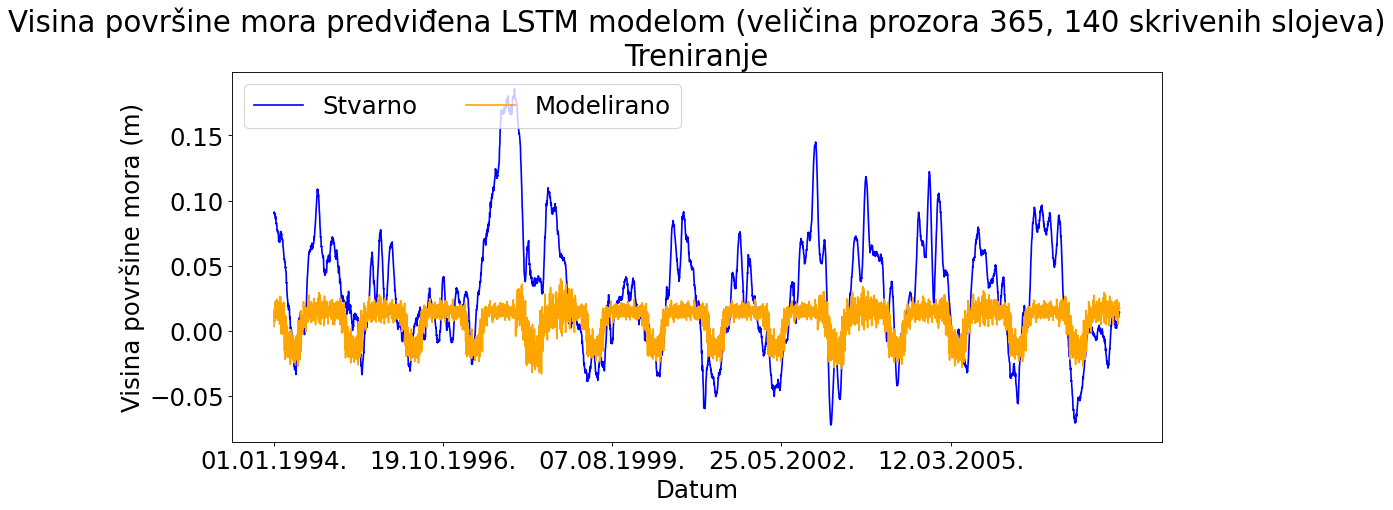 Visina površine mora predviđena LSTM modelom (veličina prozora 365, 140 skrivenih slojeva)
Treniranje
Stvarno Modelirano
Visina površine mora (m)
0.15
0.10
0.05
0.00
−0.05
01.01.1994. 19.10.1996. 07.08.1999. 25.05.2002. 12.03.2005.
Datum